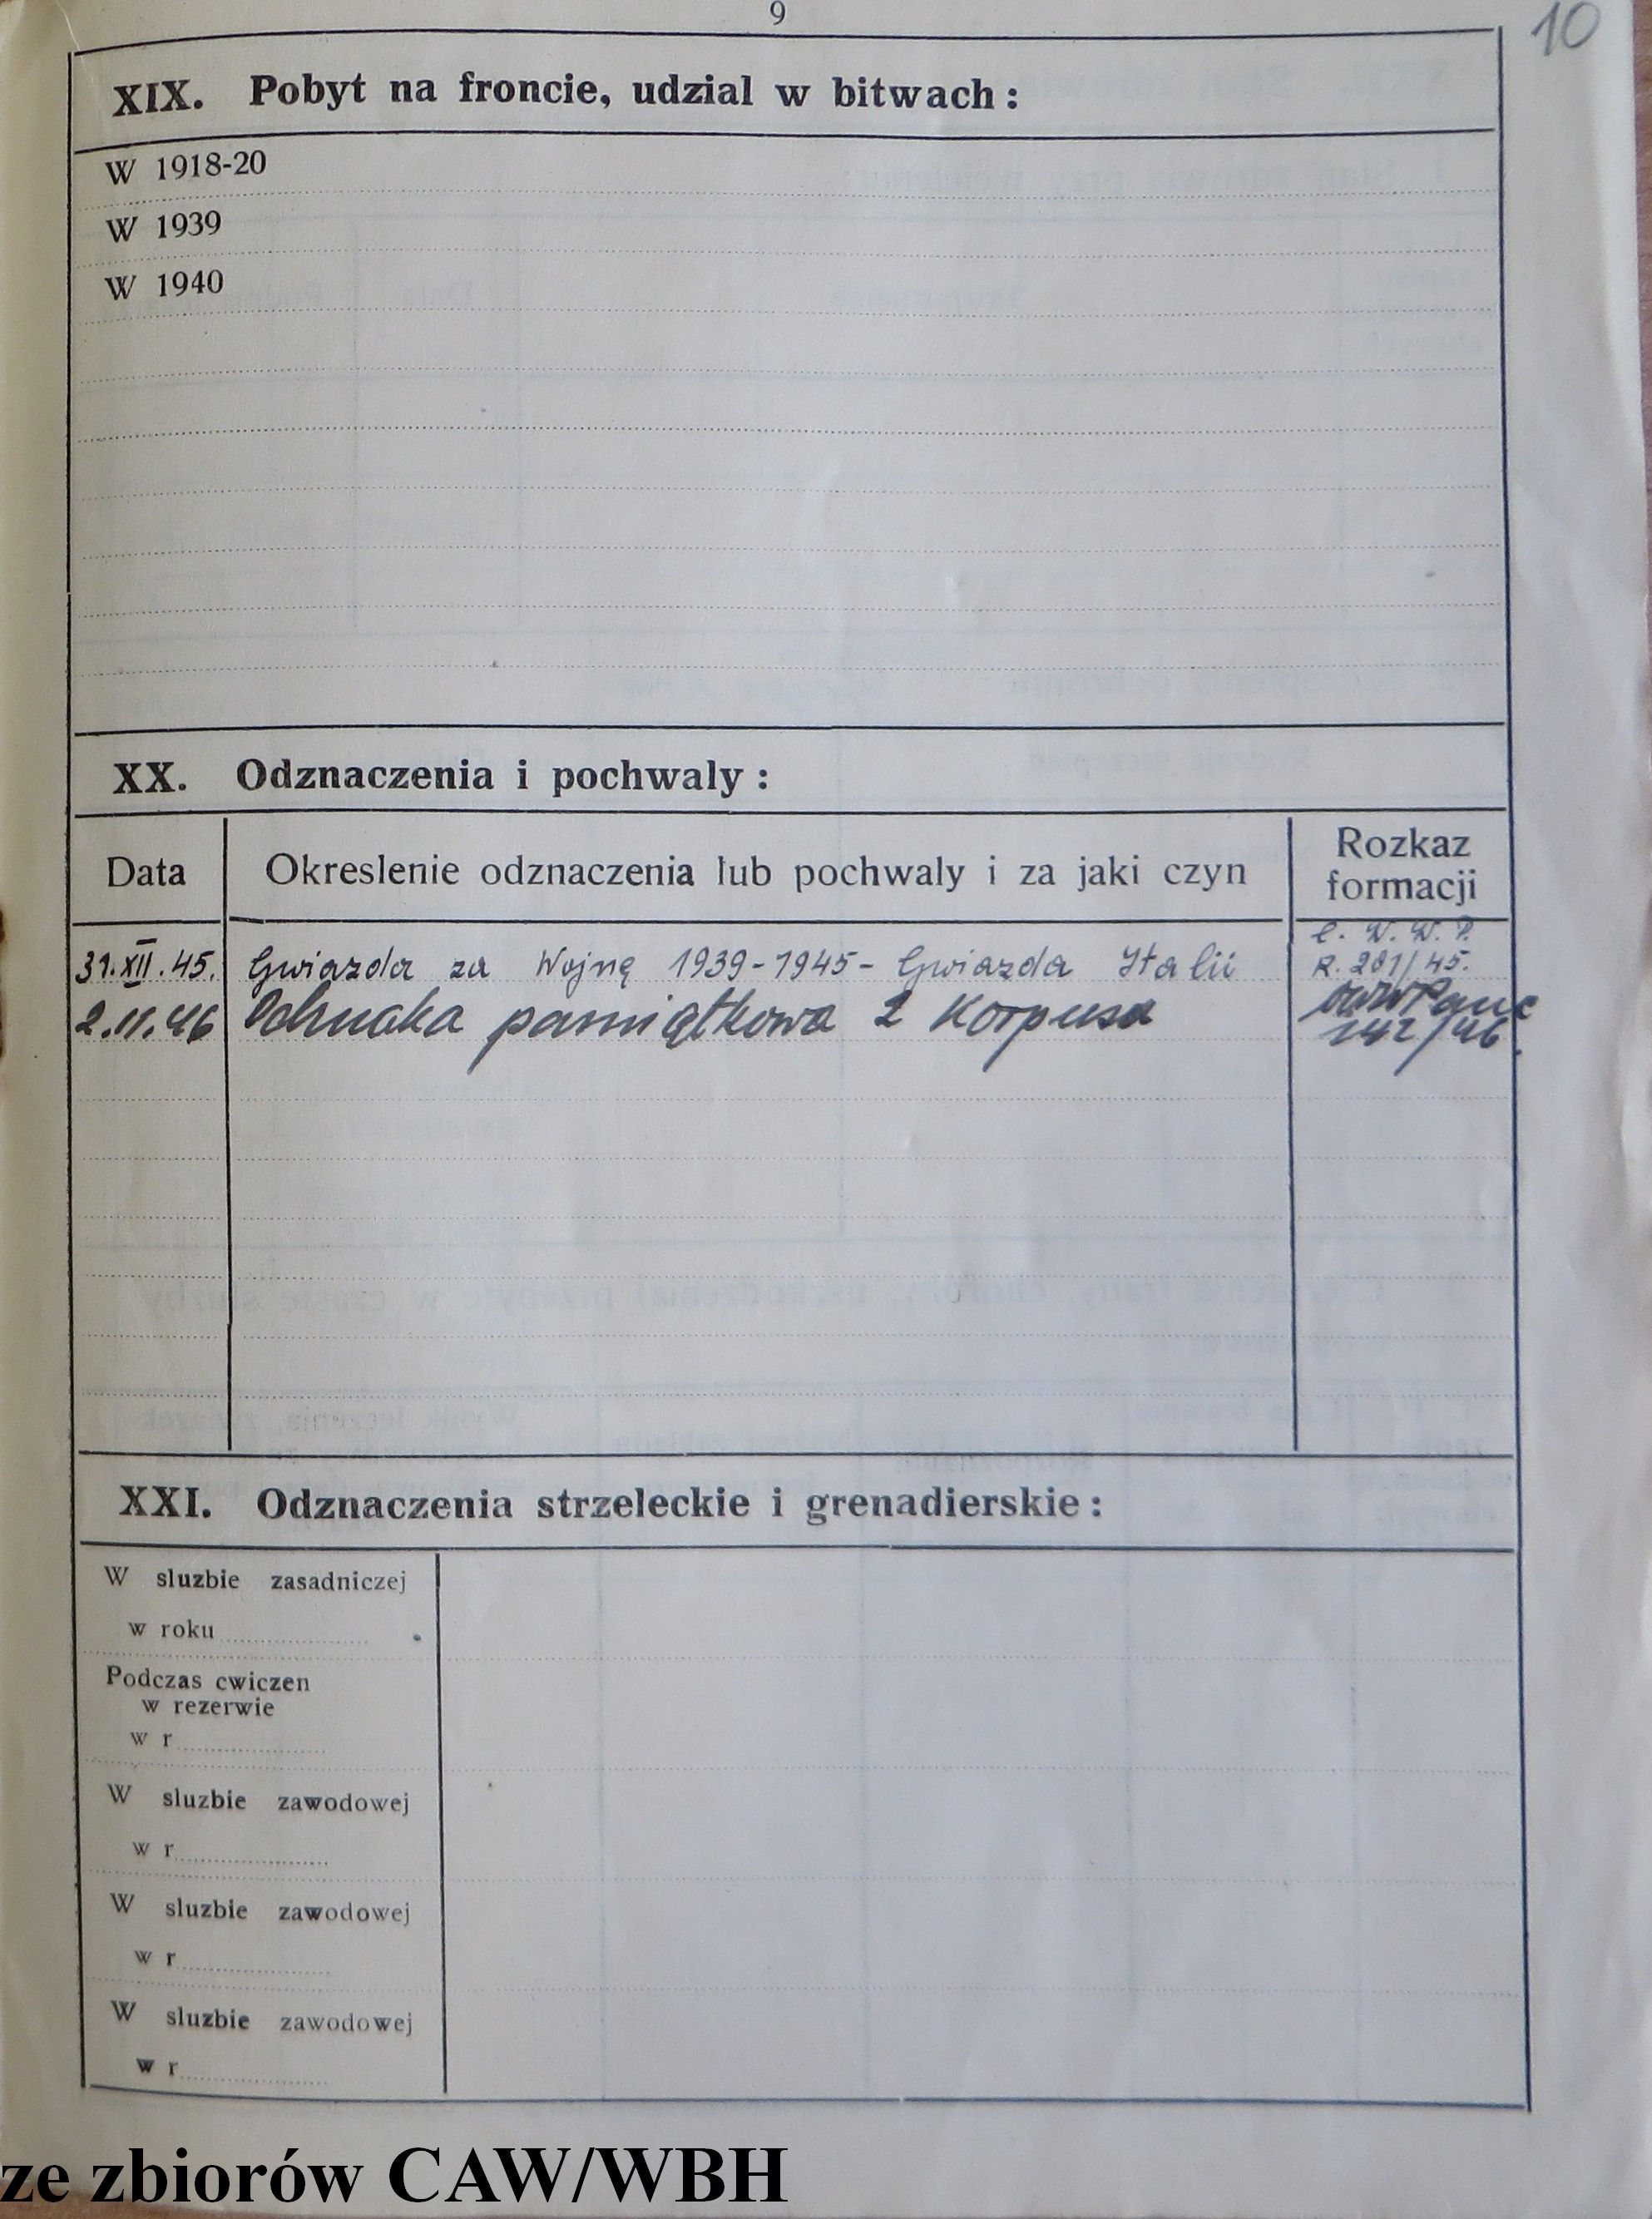 9
10
XIX. Pobyt na froncie, udzial w bitwach:
W 1918-20
W 1939
W 1940
XX. Odznaczenia i pochwaly:
Data
Okreslenie odznaczenia lub pochwaly i za jaki czyn
Rozkaz
formacji
31.XII.45. Gwiazda za Wojnę 1939-1945- Gwiazda Italii
C. W. W. P.
R. 281/45.
2.11.46 Odznaka pamiątkowa 2 Korpusa
142/46.
XXI. Odznaczenia strzeleckie i grenadierskie:
W sluzbie zasadniczej
w roku
Podczas cwiczen
w rezerwie
w r
W sluzbie zawodowej
w r
W sluzbie zawodowej
w r
W sluzbie zawodowej
w r
ze zbiorów CAW/WBH